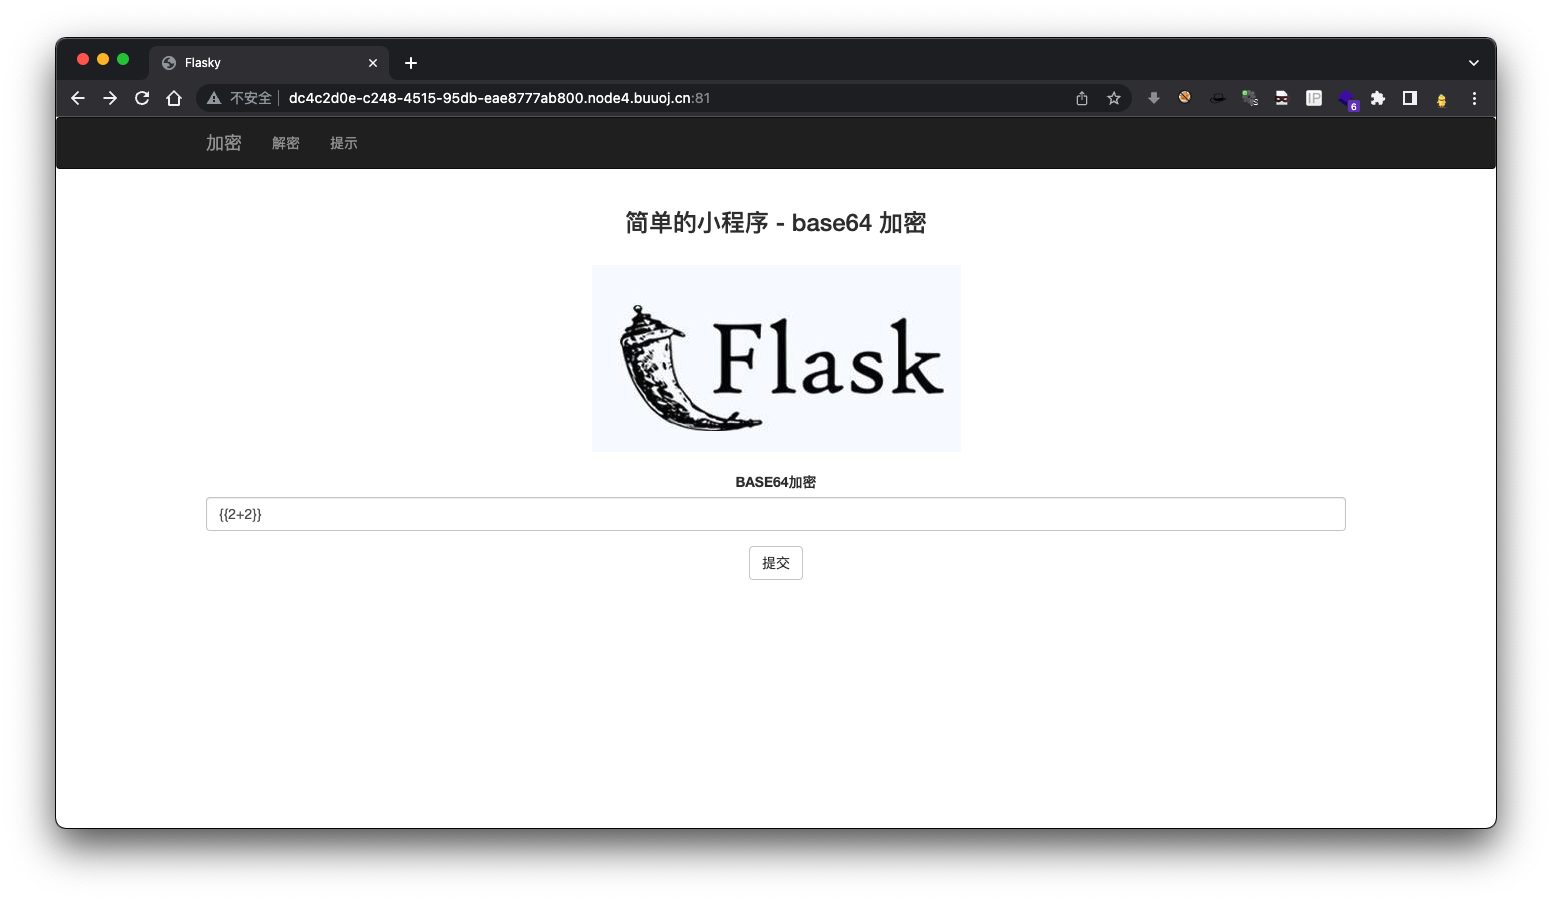 Flasky
不安全 dc4c2d0e-c248-4515-95db-eae8777ab800.node4.buuoj.cn:81
S
IP
6
加密 解密 提示
简单的小程序 - base64 加密
Flask
BASE64加密
{{2+2}}
提交